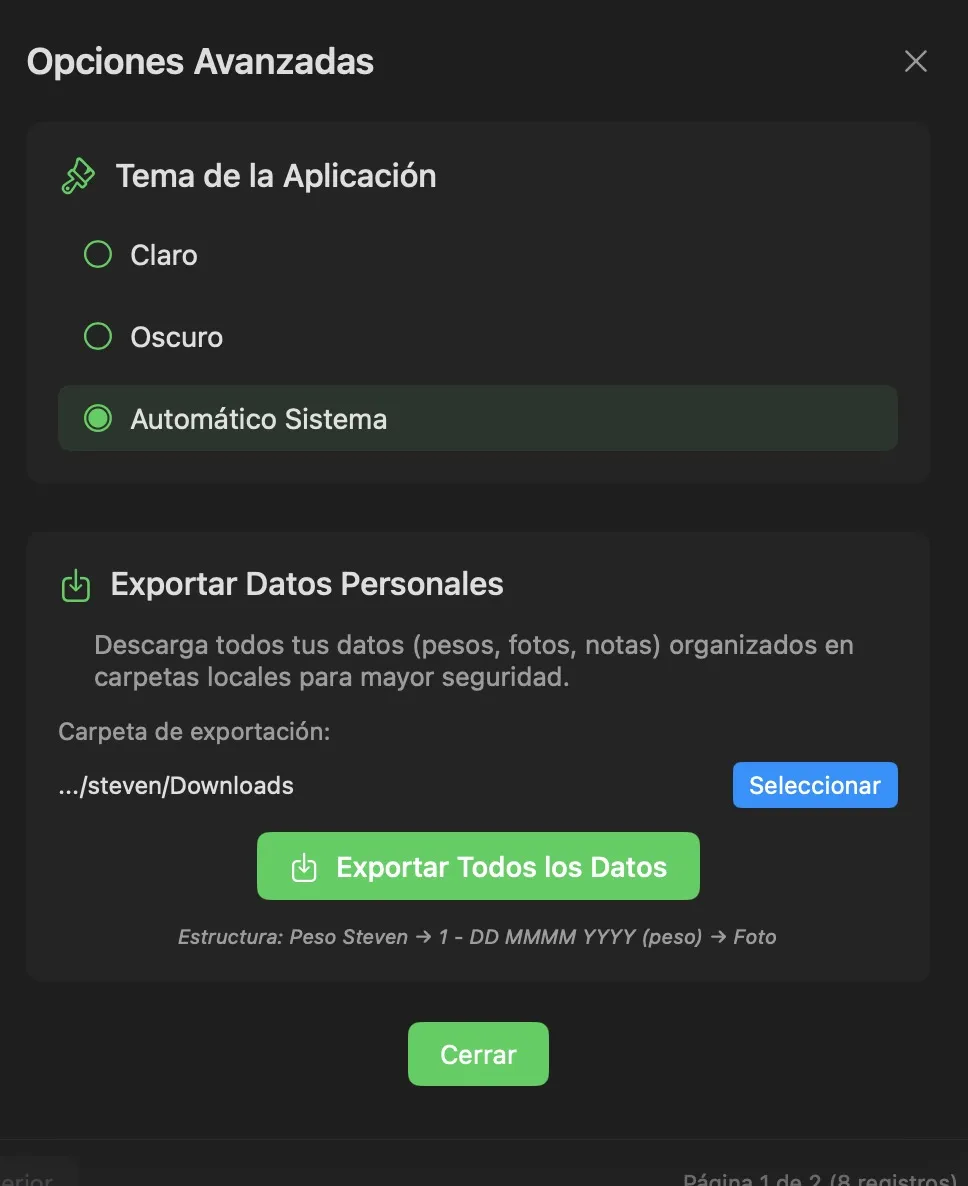 Opciones Avanzadas
Tema de la Aplicación
Claro
Oscuro
Automático Sistema
Exportar Datos Personales
Descarga todos tus datos (pesos, fotos, notas) organizados en
carpetas locales para mayor seguridad.
Carpeta de exportación:
.../steven/Downloads
Seleccionar
Exportar Todos los Datos
Estructura: Peso Steven → 1 - DD MMMM YYYY (peso) → Foto
Cerrar
erior
Página 1 de 2 (8 registros)